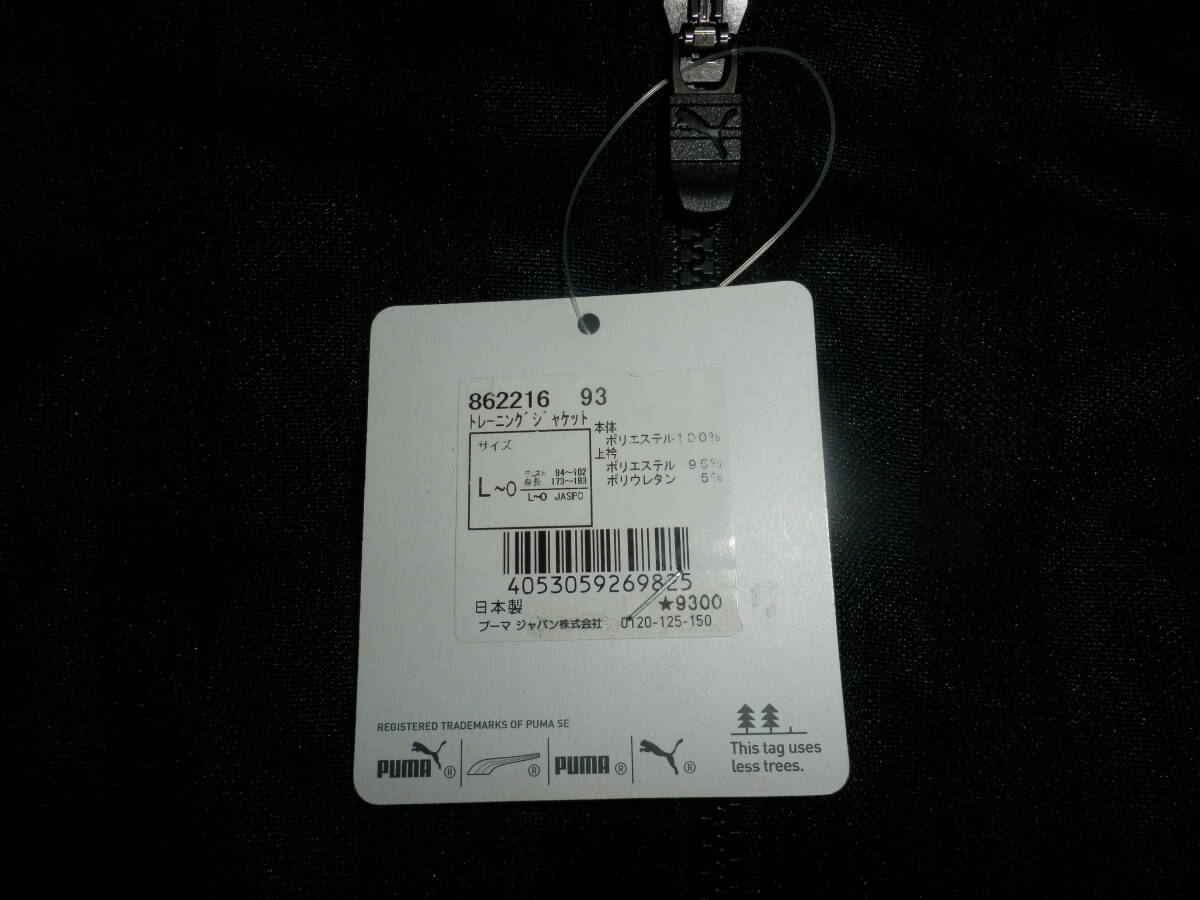 862216 93
トレーニングジャケット
サイズ
L~O
チェスト 94~102
身長 173~183
L~O JASPO
本体
ポリエステル 100%
上衿
ポリエステル 95%
ポリウレタン 5%
4053059269825
日本製 ★9300
プーマ ジャパン株式会社 0120-125-150
REGISTERED TRADEMARKS OF PUMA SE
PUMA® ® PUMA® ®
This tag uses
less trees.